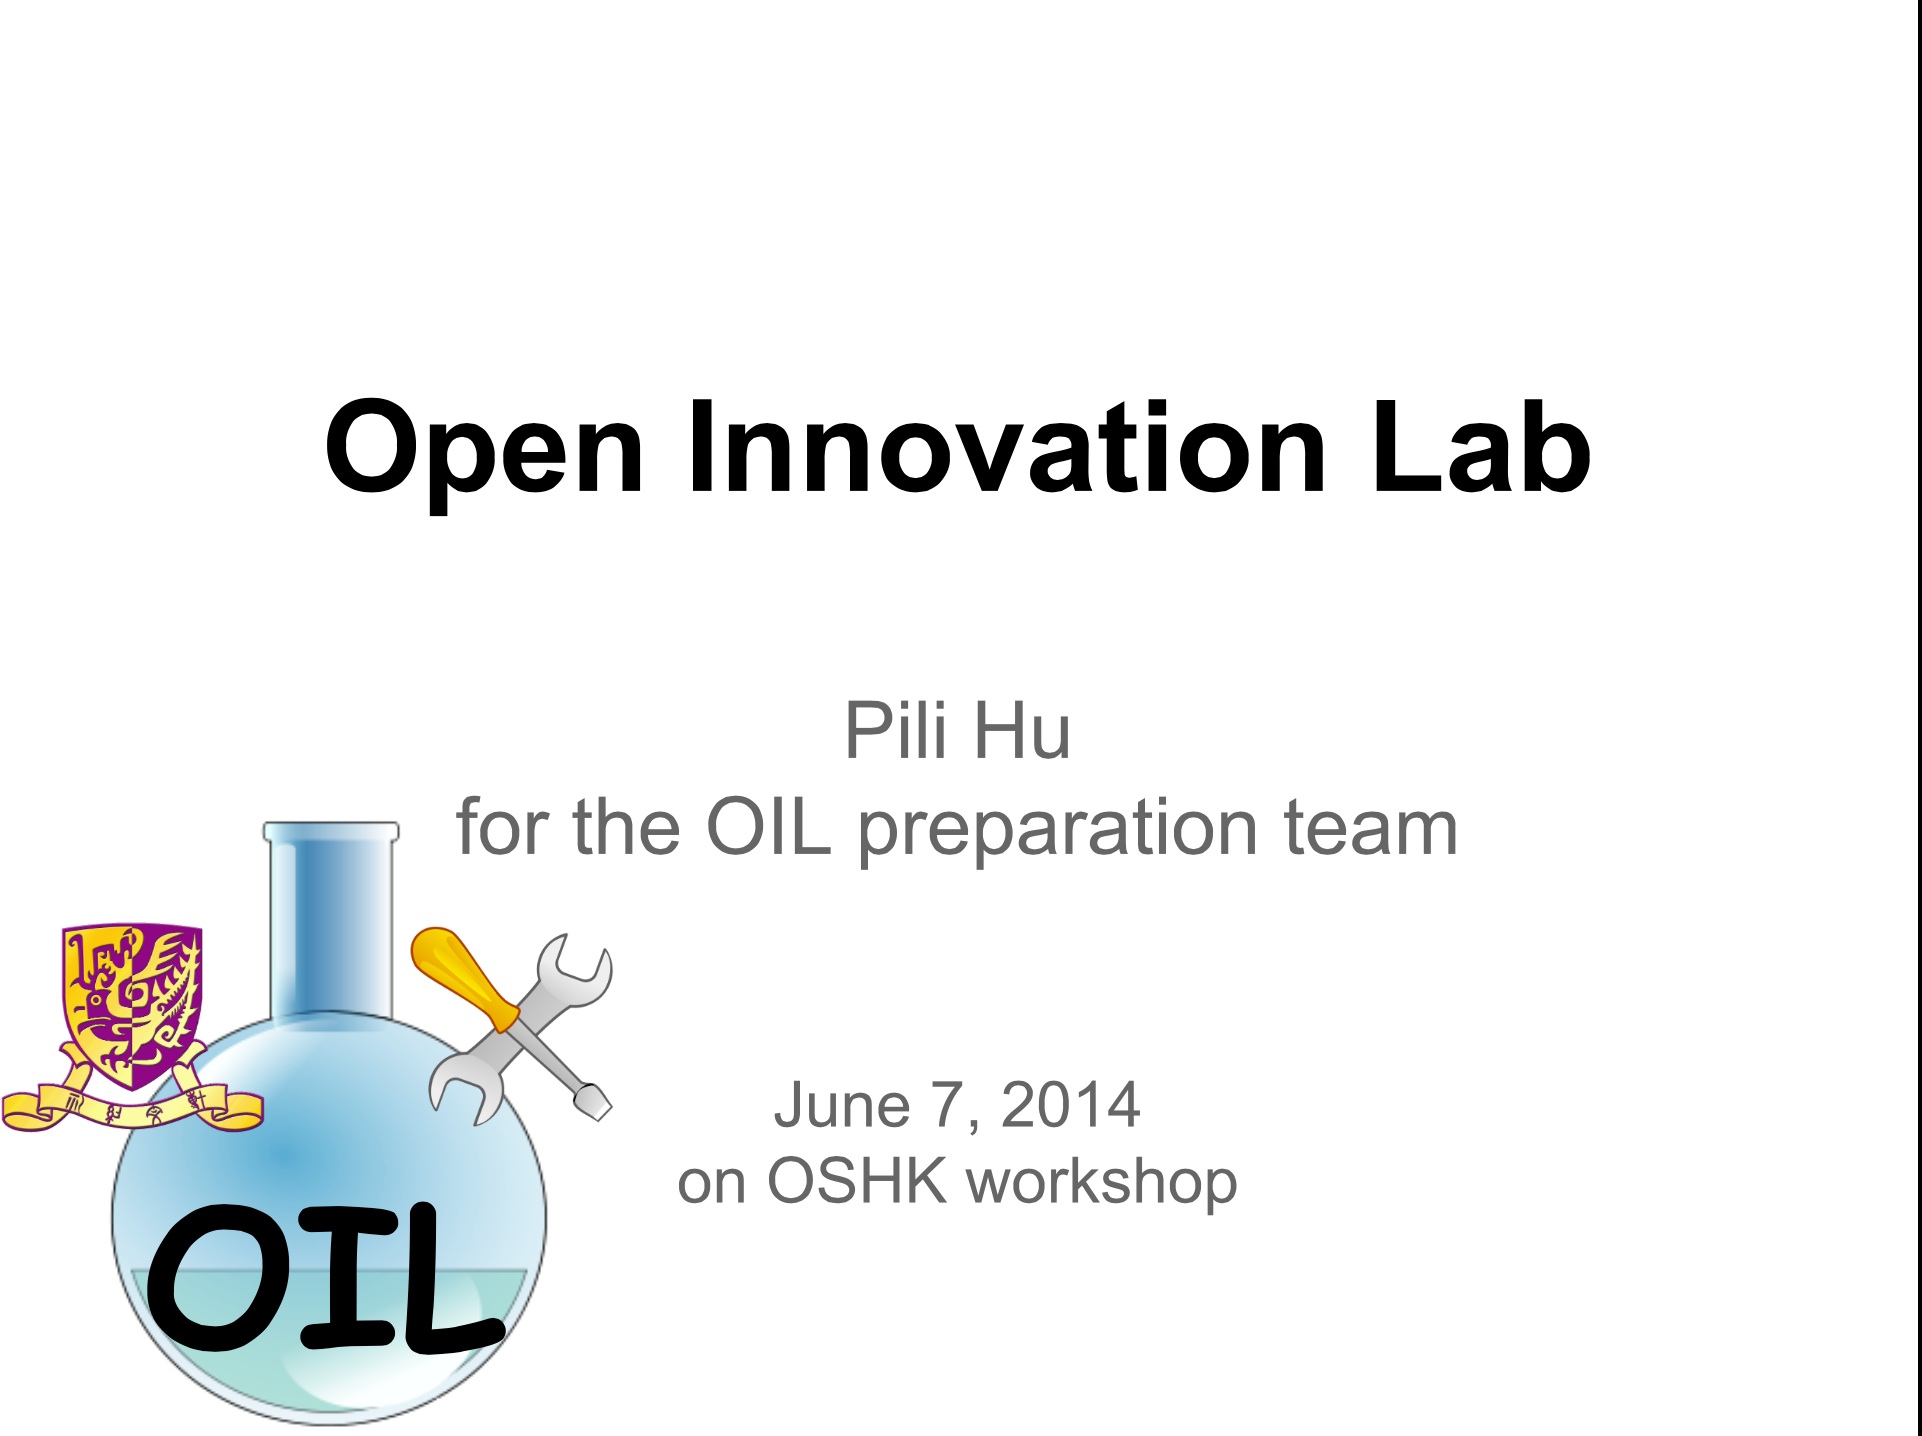 Open Innovation Lab
Pili Hu
for the OIL preparation team
June 7, 2014
on OSHK workshop
OIL